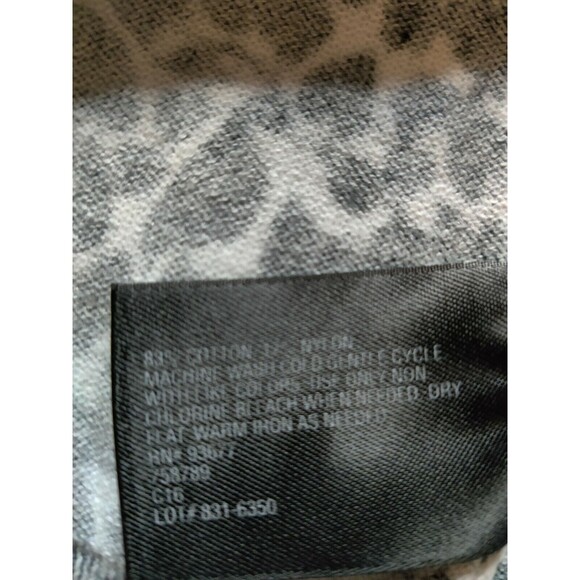 83% COTTON 17% NYLON
MACHINE WASH COLD GENTLE CYCLE
WITH LIKE COLORS. USE ONLY NON
CHLORINE BLEACH WHEN NEEDED. DRY
FLAT. WARM IRON AS NEEDED.
RN# 93677
758789
C16
LOT# 831-6350